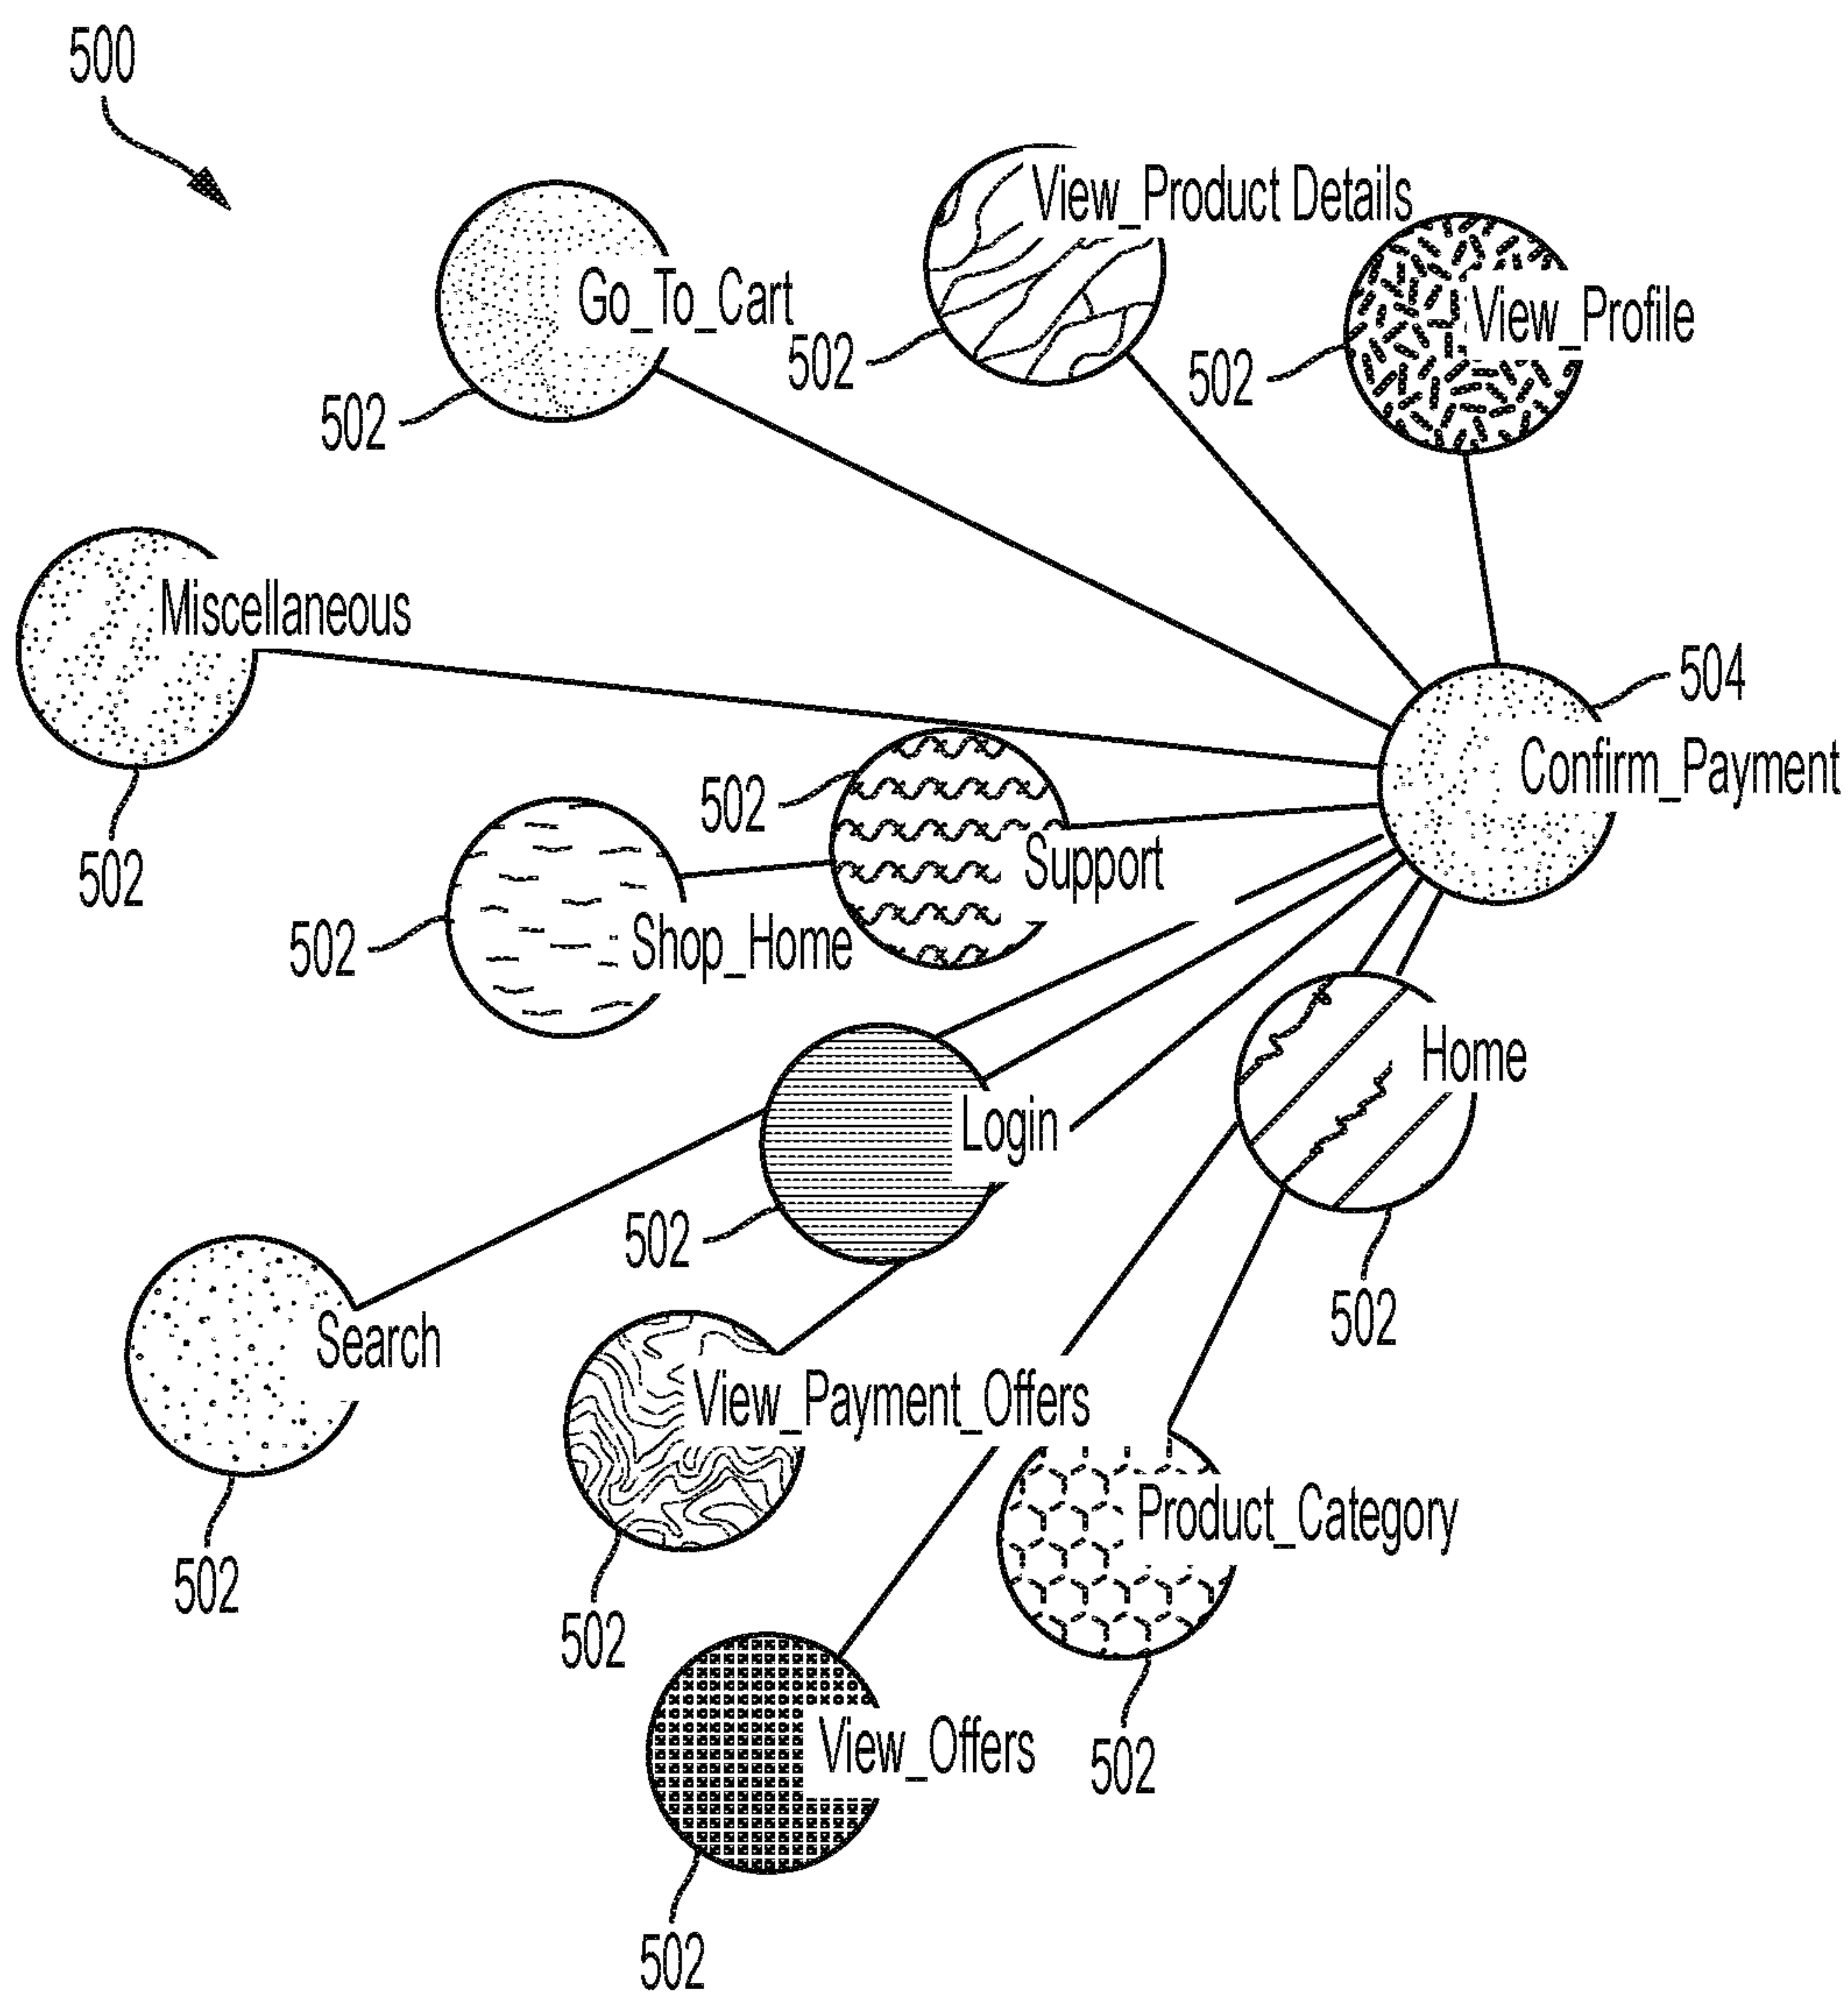 500
View_Product Details
Go_To_Cart
View_Profile
502
502
502
Miscellaneous
504
Confirm_Payment
502
Support
502
Shop_Home
502
Home
Login
502
502
Search
View_Payment_Offers
Product_Category
502
502
View_Offers
502
502